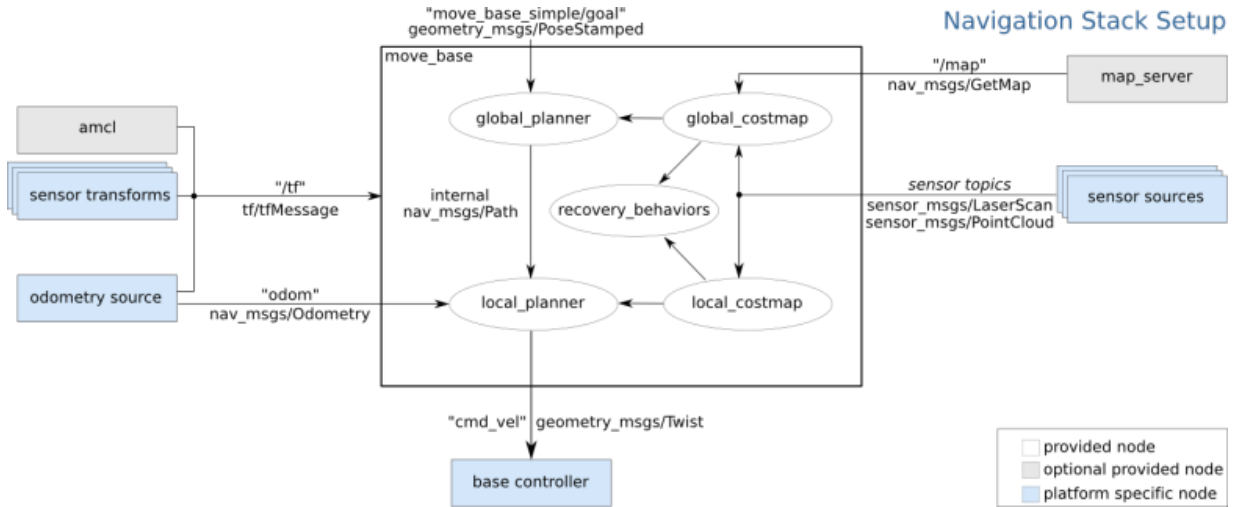 Navigation Stack Setup
"move_base_simple/goal"
geometry_msgs/PoseStamped
move_base
"/map"
nav_msgs/GetMap
map_server
amcl
global_planner
global_costmap
sensor transforms
"/tf"
tf/tfMessage
internal
nav_msgs/Path
recovery_behaviors
sensor topics
sensor_msgs/LaserScan
sensor_msgs/PointCloud
sensor sources
odometry source
"odom"
nav_msgs/Odometry
local_planner
local_costmap
"cmd_vel" geometry_msgs/Twist
base controller
provided node
optional provided node
platform specific node